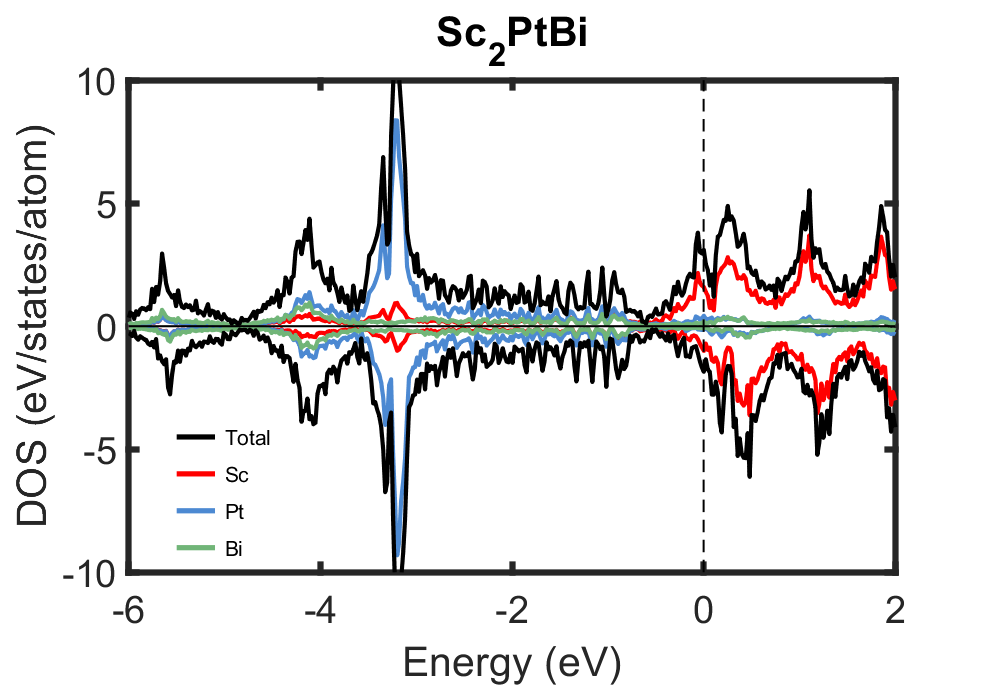 Sc₂PtBi
DOS (eV/states/atom)
10
5
0
-5
-10
Total
Sc
Pt
Bi
-6 -4 -2 0 2
Energy (eV)